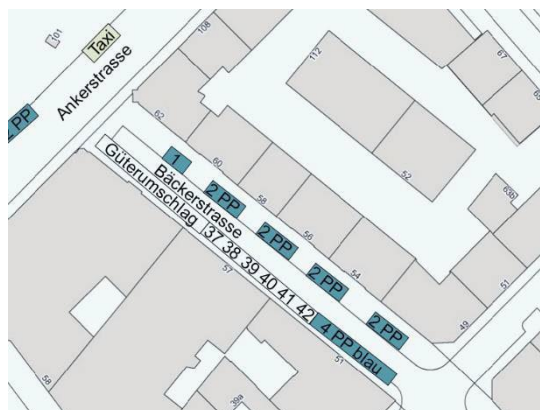 101
Taxi
108
67
65
112
Ankerstrasse
2 PP
62
60
52
63b
1
Bäckerstrasse
Güterumschlag
2 PP
58
37 38 39 40 41 42
2 PP
56
57
2 PP
54
51
2 PP
49
4 PP blau
51
58
39a